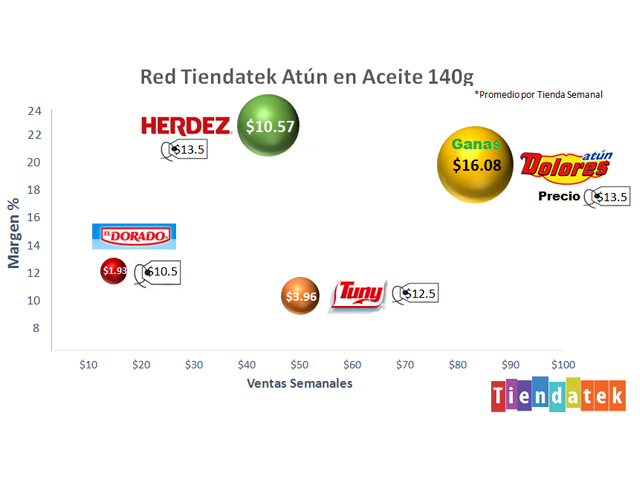 Red Tiendatek Atún en Aceite 140g
*Promedio por Tienda Semanal
24
22
20
18
16
14
12
10
8
Margen %
HERDEZ
$13.5
$10.57
Ganas
$16.08
atún
Dolores
Precio
$13.5
EL DORADO
$1.93
$10.5
$3.96
Tuny
$12.5
$10 $20 $30 $40 $50 $60 $70 $80 $90 $100
Ventas Semanales
Tiendatek